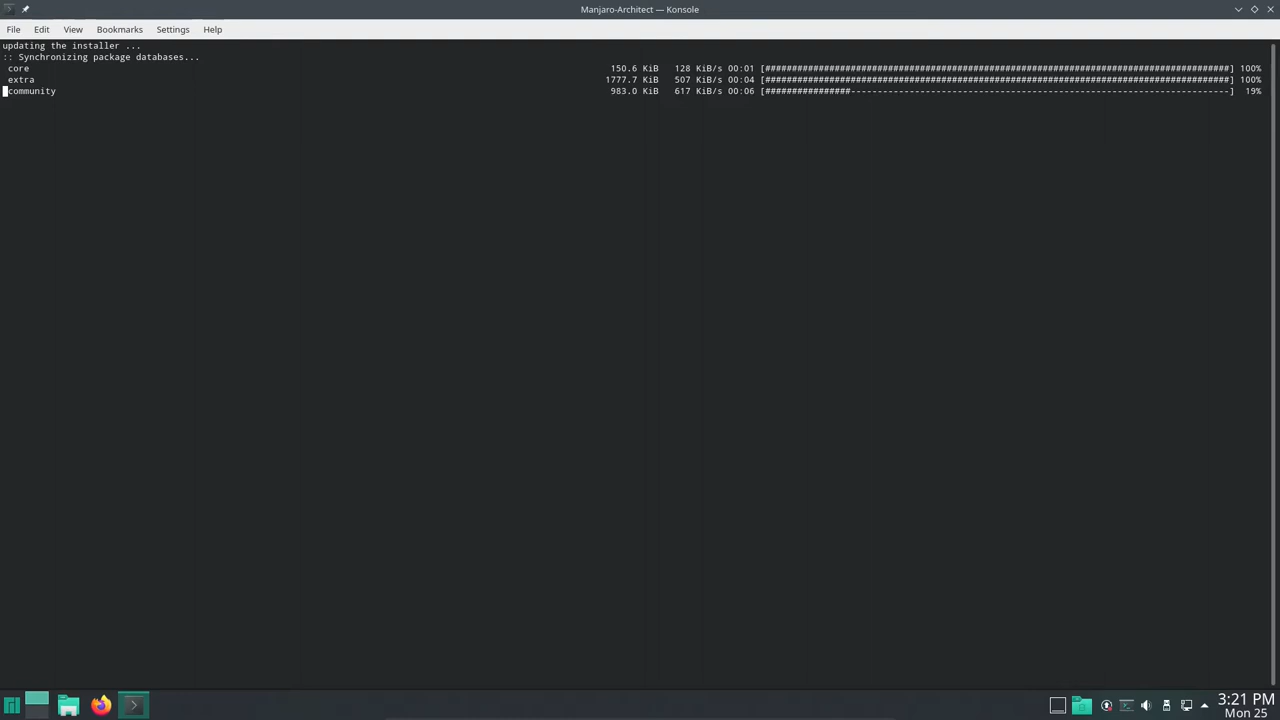 Manjaro-Architect — Konsole
File Edit View Bookmarks Settings Help
updating the installer ...
:: Synchronizing package databases...
core 150.6 KiB 128 KiB/s 00:01 [######################################################################################] 100%
extra 1777.7 KiB 507 KiB/s 00:04 [######################################################################################] 100%
community 983.0 KiB 617 KiB/s 00:06 [################----------------------------------------------------------------------] 19%
3:21 PM
Mon 25